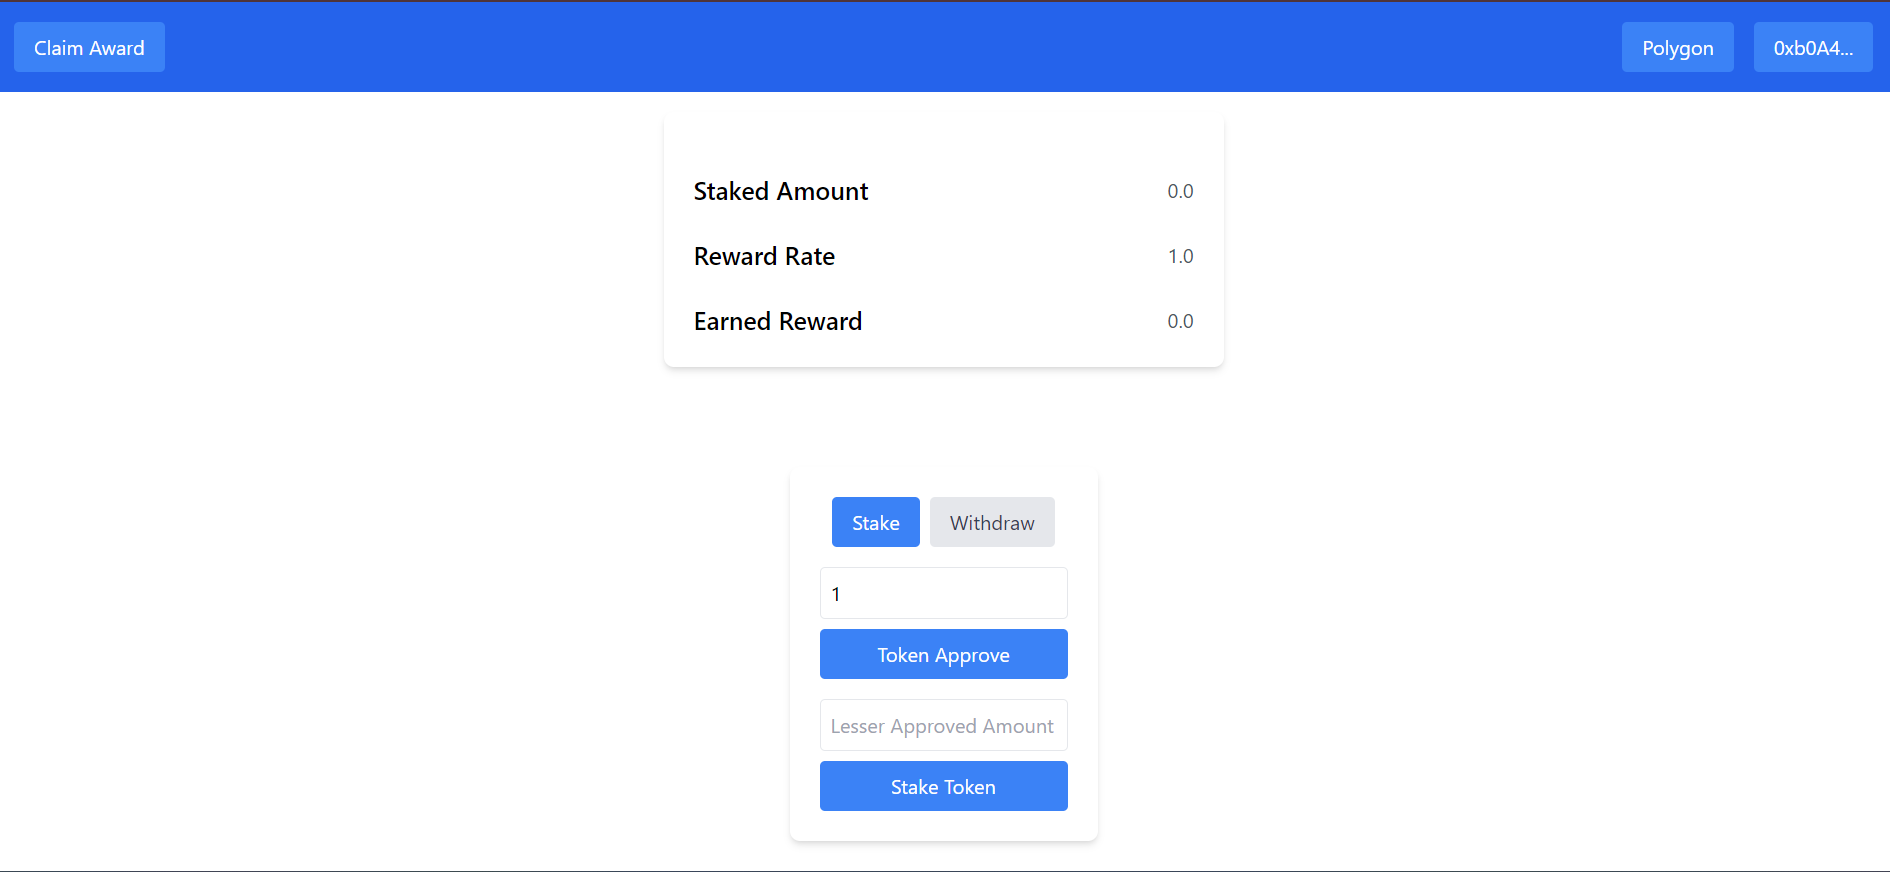 Claim Award
Polygon
0xb0A4...
Staked Amount 0.0
Reward Rate 1.0
Earned Reward 0.0
Stake
Withdraw
1
Token Approve
Lesser Approved Amount
Stake Token